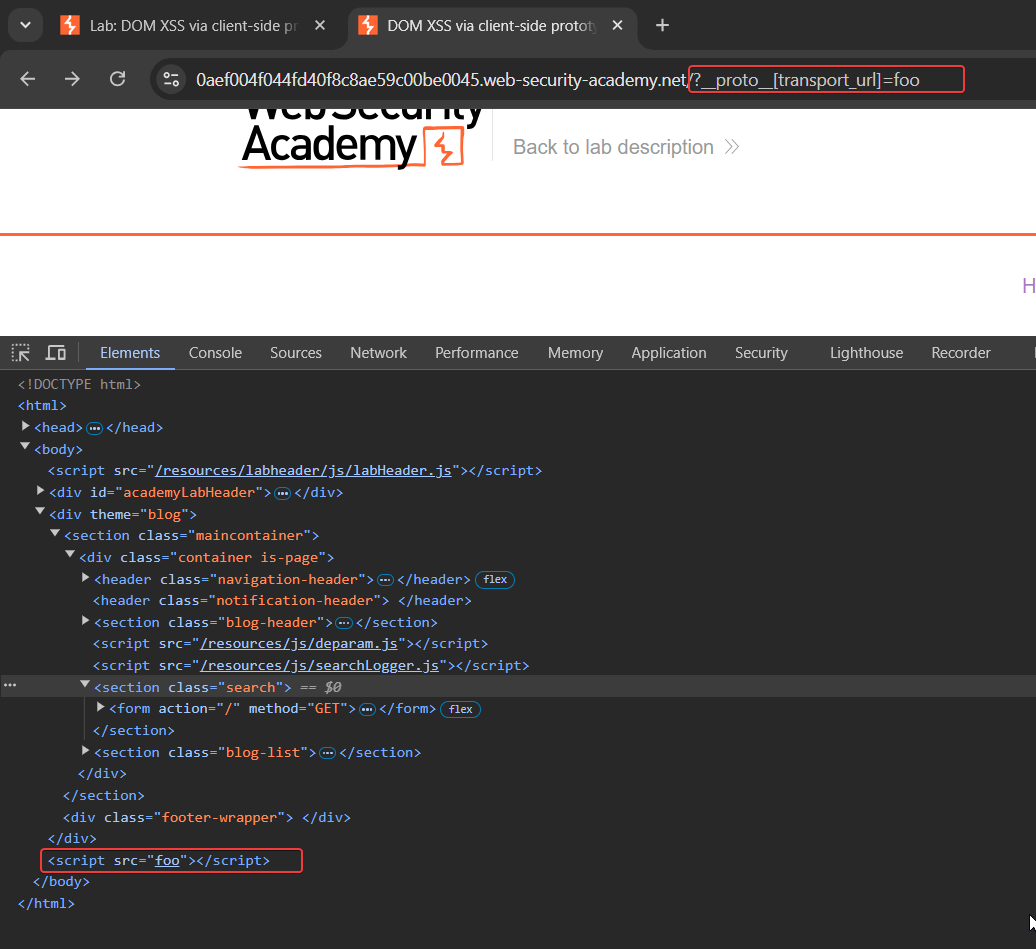 Lab: DOM XSS via client-side pr
DOM XSS via client-side protot
0aef004f044fd40f8c8ae59c00be0045.web-security-academy.net/?__proto__[transport_url]=foo
Web Security
Academy
Back to lab description
H
Elements Console Sources Network Performance Memory Application Security Lighthouse Recorder
<!DOCTYPE html>
<html>
<head> ... </head>
<body>
<script src="/resources/labheader/js/labHeader.js"></script>
<div id="academyLabHeader"> ... </div>
<div theme="blog">
<section class="maincontainer">
<div class="container is-page">
<header class="navigation-header"> ... </header> flex
<header class="notification-header"> </header>
<section class="blog-header"> ... </section>
<script src="/resources/js/deparam.js"></script>
<script src="/resources/js/searchLogger.js"></script>
... <section class="search"> == $0
<form action="/" method="GET"> ... </form> flex
</section>
<section class="blog-list"> ... </section>
</div>
</section>
<div class="footer-wrapper"> </div>
</div>
<script src="foo"></script>
</body>
</html>